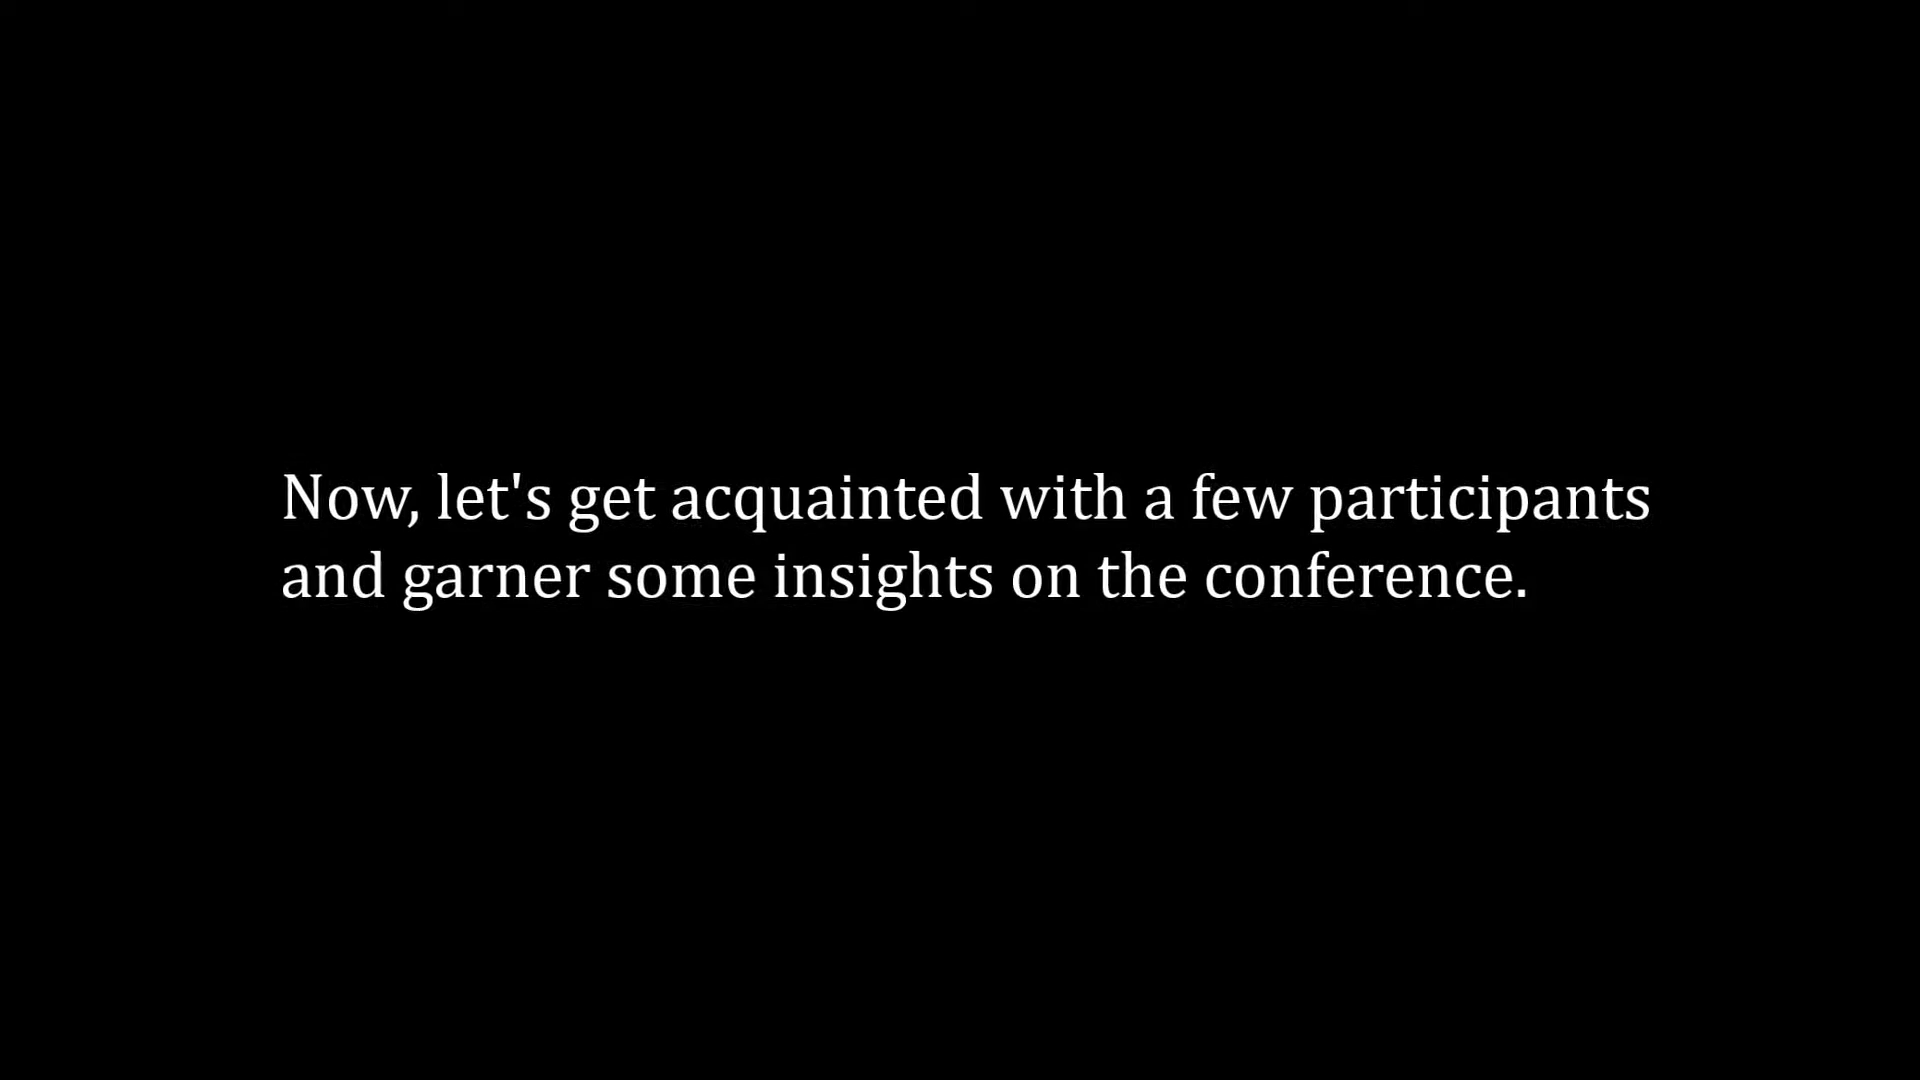 Now, let's get acquainted with a few participants
and garner some insights on the conference.